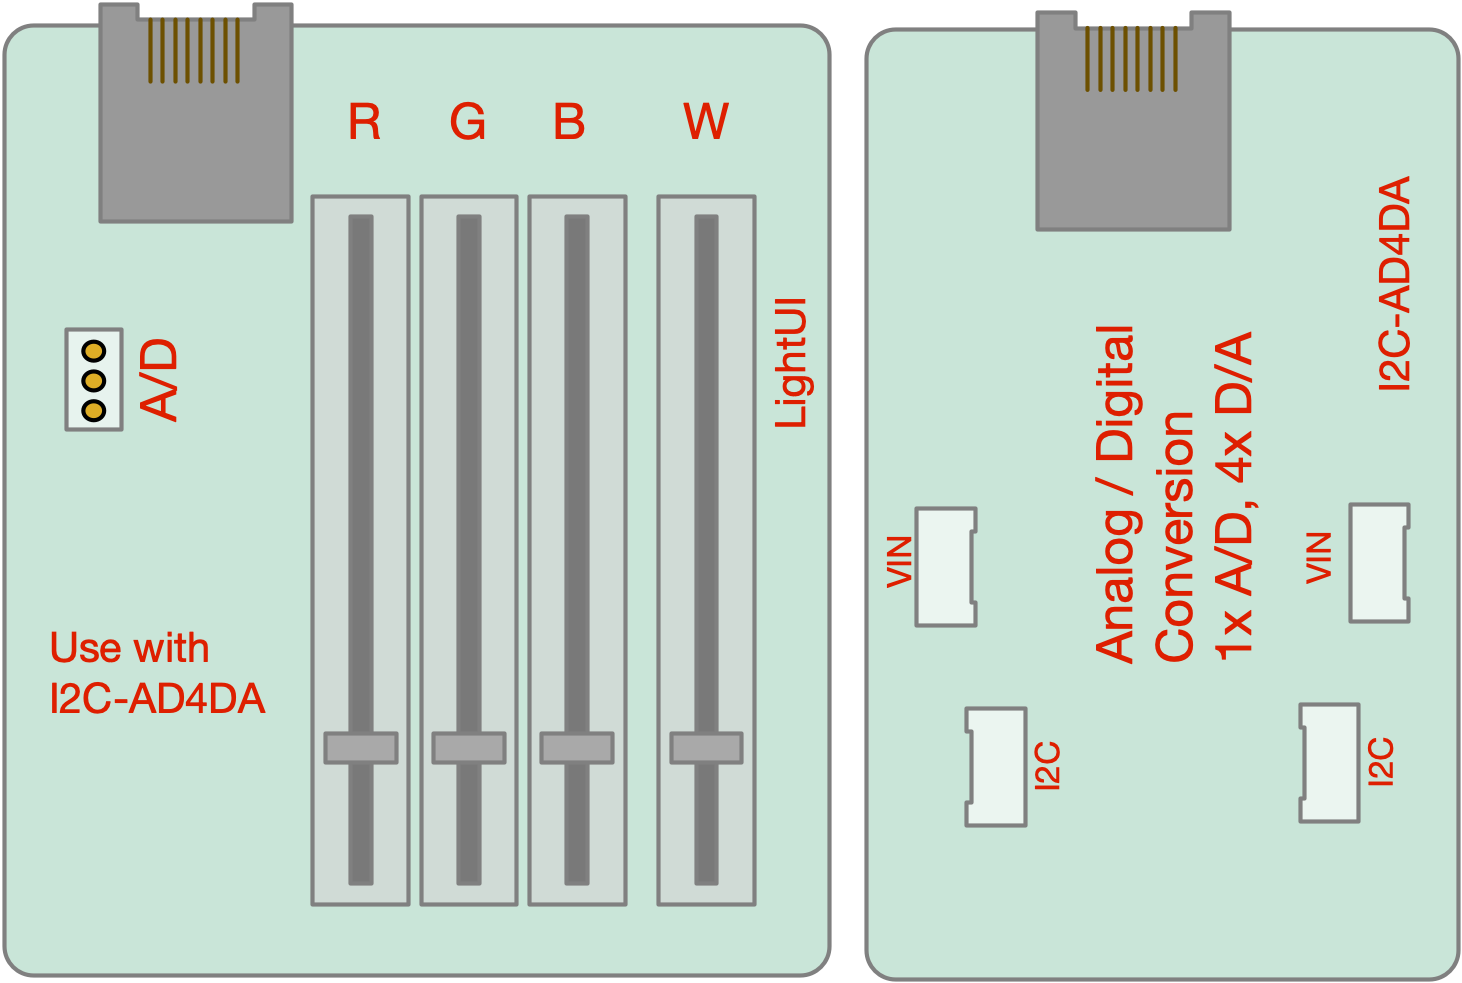 R G B W
A/D
LightUI
Use with
I2C-AD4DA
I2C-AD4DA
Analog / Digital
Conversion
1x A/D, 4x D/A
VIN
VIN
I2C
I2C